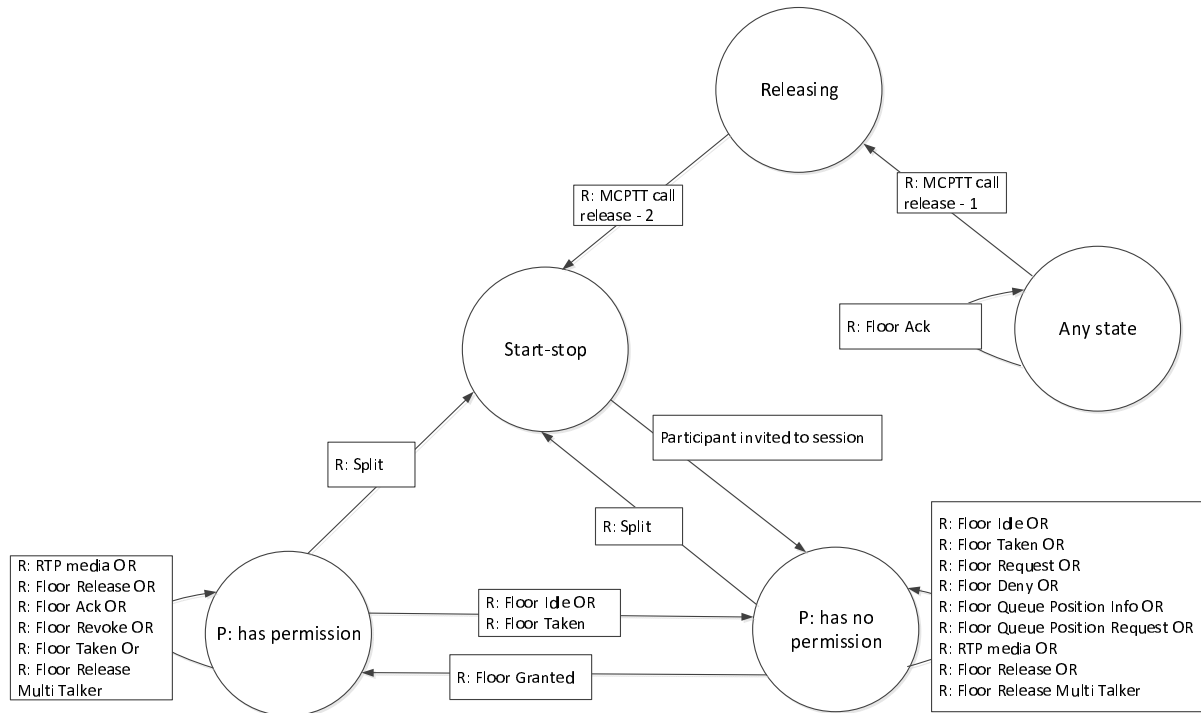 Releasing
R: MCPTT call
release - 2
R: MCPTT call
release - 1
R: Floor Ack
Any state
Start-stop
Participant invited to session
R: Split
R: Split
R: RTP media OR
R: Floor Release OR
R: Floor Ack OR
R: Floor Revoke OR
R: Floor Taken Or
R: Floor Release
Multi Talker
P: has permission
R: Floor Idle OR
R: Floor Taken
R: Floor Granted
P: has no
permission
R: Floor Idle OR
R: Floor Taken OR
R: Floor Request OR
R: Floor Deny OR
R: Floor Queue Position Info OR
R: Floor Queue Position Request OR
R: RTP media OR
R: Floor Release OR
R: Floor Release Multi Talker